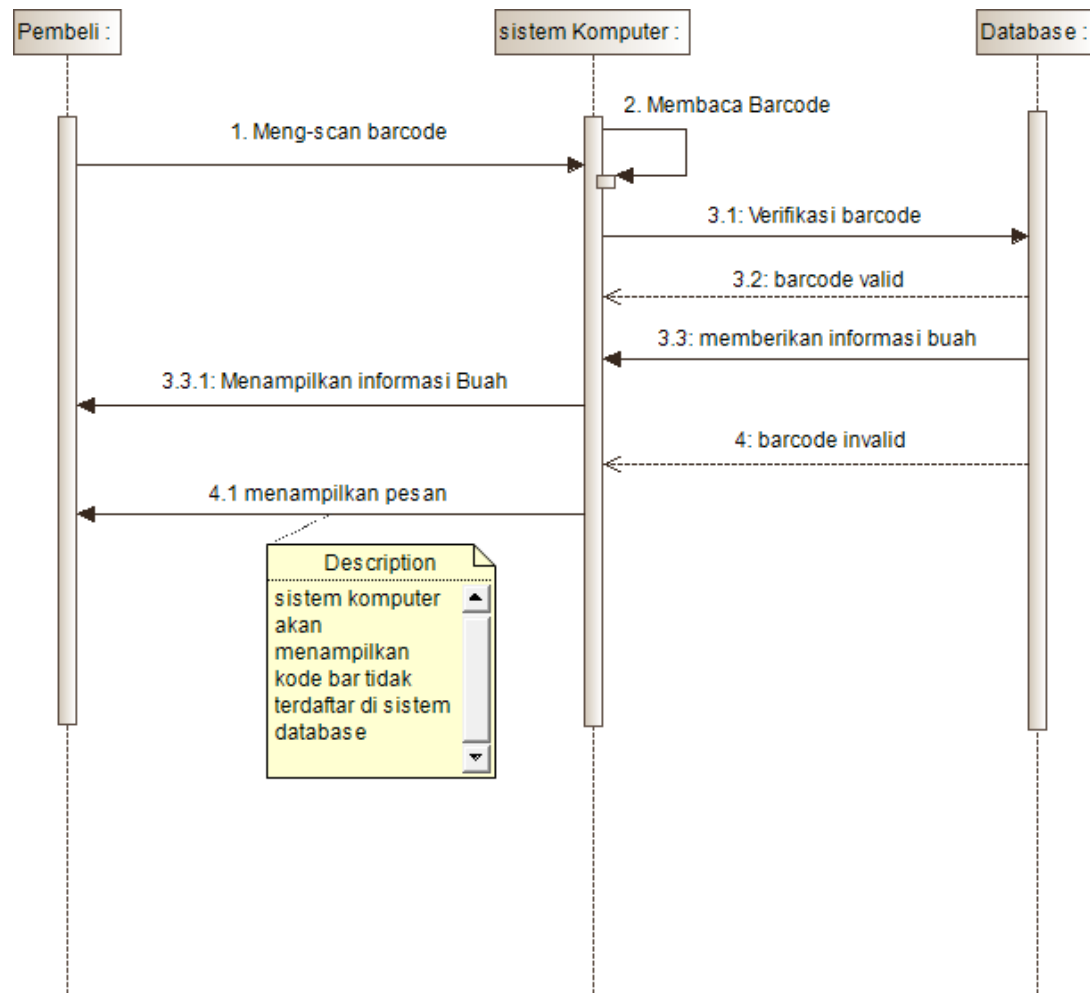 Pembeli :
sistem Komputer :
Database :
2. Membaca Barcode
1. Meng-scan barcode
3.1: Verifikasi barcode
3.2: barcode valid
3.3: memberikan informasi buah
3.3.1: Menampilkan informasi Buah
4: barcode invalid
4.1 menampilkan pesan
Description
sistem komputer
akan
menampilkan
kode bar tidak
terdaftar di sistem
database